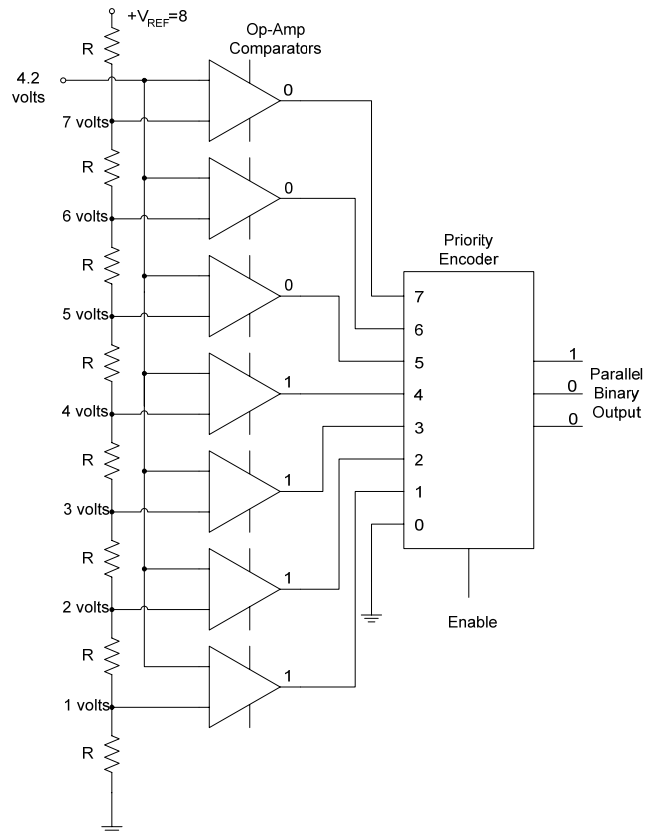 +VREF=8
Op-Amp
Comparators
R
4.2
volts
0
7 volts
R
0
6 volts
Priority
Encoder
R
0
5 volts
7
6
R
5
1
Parallel
1
4
0
Binary
4 volts
Output
3
0
R
2
1
1
3 volts
0
R
1
2 volts
Enable
R
1
1 volts
R